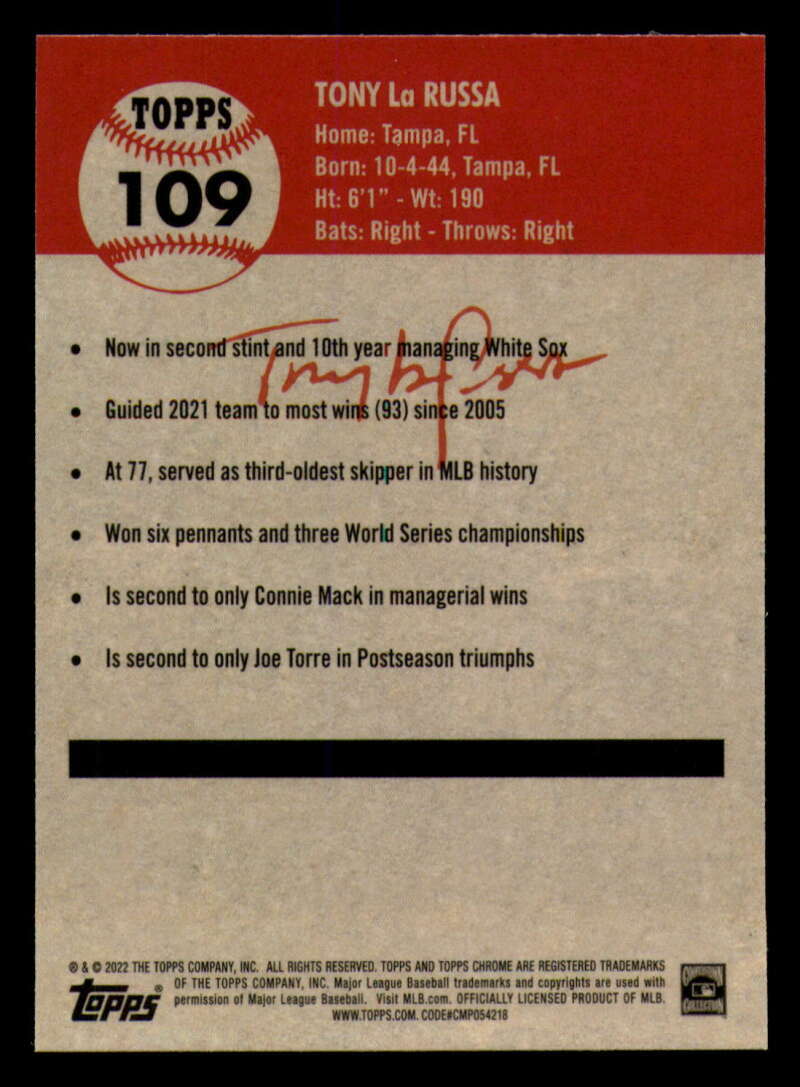 TOPPS
109
TONY La RUSSA
Home: Tampa, FL
Born: 10-4-44, Tampa, FL
Ht: 6'1" - Wt: 190
Bats: Right - Throws: Right
• Now in second stint and 10th year managing White Sox
Tony La Russa
• Guided 2021 team to most wins (93) since 2005
• At 77, served as third-oldest skipper in MLB history
• Won six pennants and three World Series championships
• Is second to only Connie Mack in managerial wins
• Is second to only Joe Torre in Postseason triumphs
® & © 2022 THE TOPPS COMPANY, INC. ALL RIGHTS RESERVED. TOPPS AND TOPPS CHROME ARE REGISTERED TRADEMARKS
OF THE TOPPS COMPANY, INC. Major League Baseball trademarks and copyrights are used with
permission of Major League Baseball. Visit MLB.com. OFFICIALLY LICENSED PRODUCT OF MLB.
WWW.TOPPS.COM. CODE#CMP054218
Topps®
COOPERSTOWN
COLLECTION